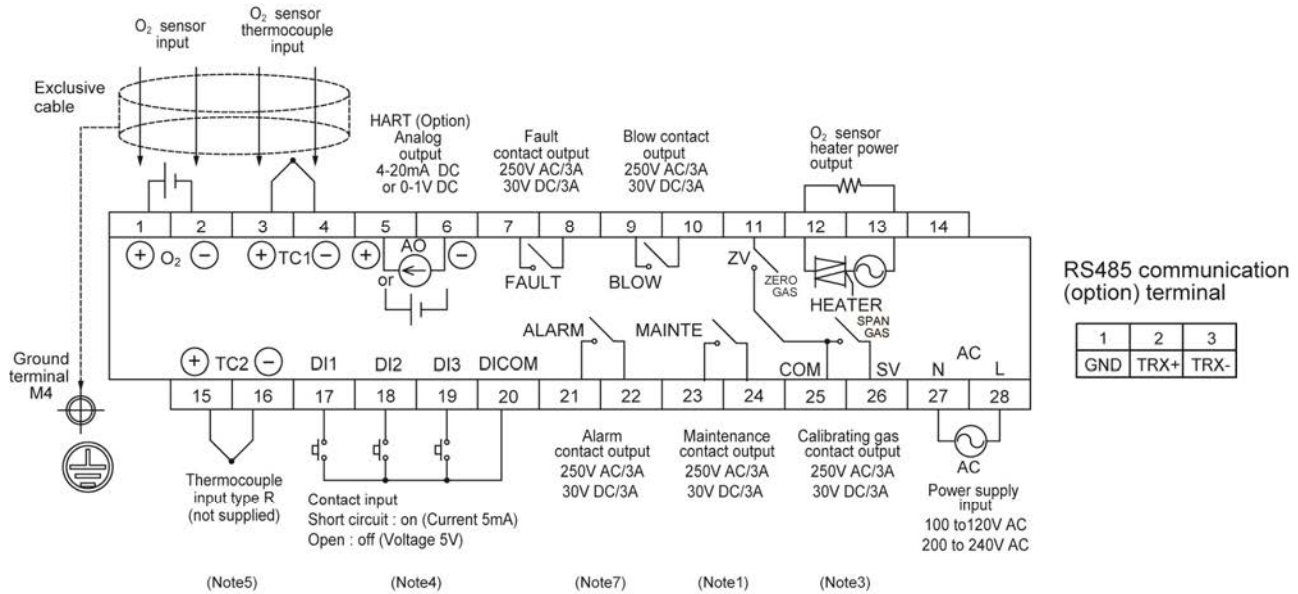 O2 sensor
input
O2 sensor
thermocouple
input
Exclusive
cable
HART (Option)
Analog
output
4-20mA DC
or 0-1V DC
Fault
contact output
250V AC/3A
30V DC/3A
Blow contact
output
250V AC/3A
30V DC/3A
O2 sensor
heater power
output
1 2 3 4 5 6 7 8 9 10 11 12 13 14
+ O2 −
+ TC1 −
+ AO −
or
FAULT
BLOW
ZV
ZERO
GAS
HEATER
ALARM
MAINTE
SPAN
GAS
+ TC2 −
DI1 DI2 DI3 DICOM
COM SV
N AC L
15 16 17 18 19 20 21 22 23 24 25 26 27 28
Ground
terminal
M4
Thermocouple
input type R
(not supplied)
Contact input
Short circuit : on (Current 5mA)
Open : off (Voltage 5V)
Alarm
contact output
250V AC/3A
30V DC/3A
Maintenance
contact output
250V AC/3A
30V DC/3A
Calibrating gas
contact output
250V AC/3A
30V DC/3A
AC
Power supply
input
100 to120V AC
200 to 240V AC
(Note5) (Note4) (Note7) (Note1) (Note3)
RS485 communication
(option) terminal
1 2 3
GND TRX+ TRX-